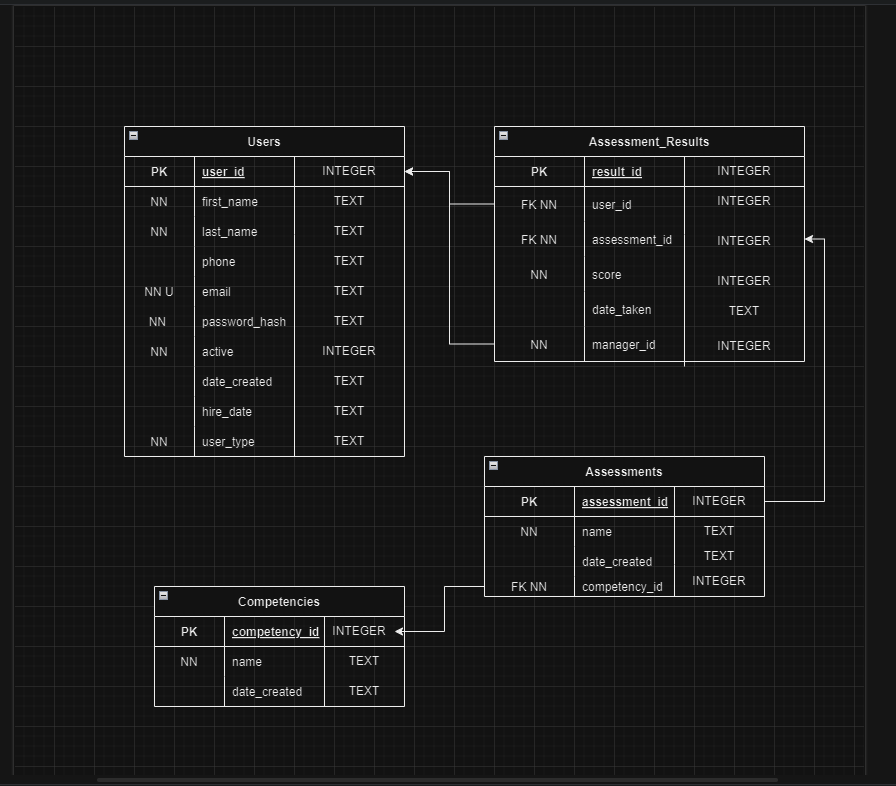 Users
PK user_id INTEGER
NN first_name TEXT
NN last_name TEXT
phone TEXT
NN U email TEXT
NN password_hash TEXT
NN active INTEGER
date_created TEXT
hire_date TEXT
NN user_type TEXT
Assessment_Results
PK result_id INTEGER
FK NN user_id INTEGER
FK NN assessment_id INTEGER
NN score INTEGER
date_taken TEXT
NN manager_id INTEGER
Assessments
PK assessment_id INTEGER
NN name TEXT
date_created TEXT
FK NN competency_id INTEGER
Competencies
PK competency_id INTEGER
NN name TEXT
date_created TEXT